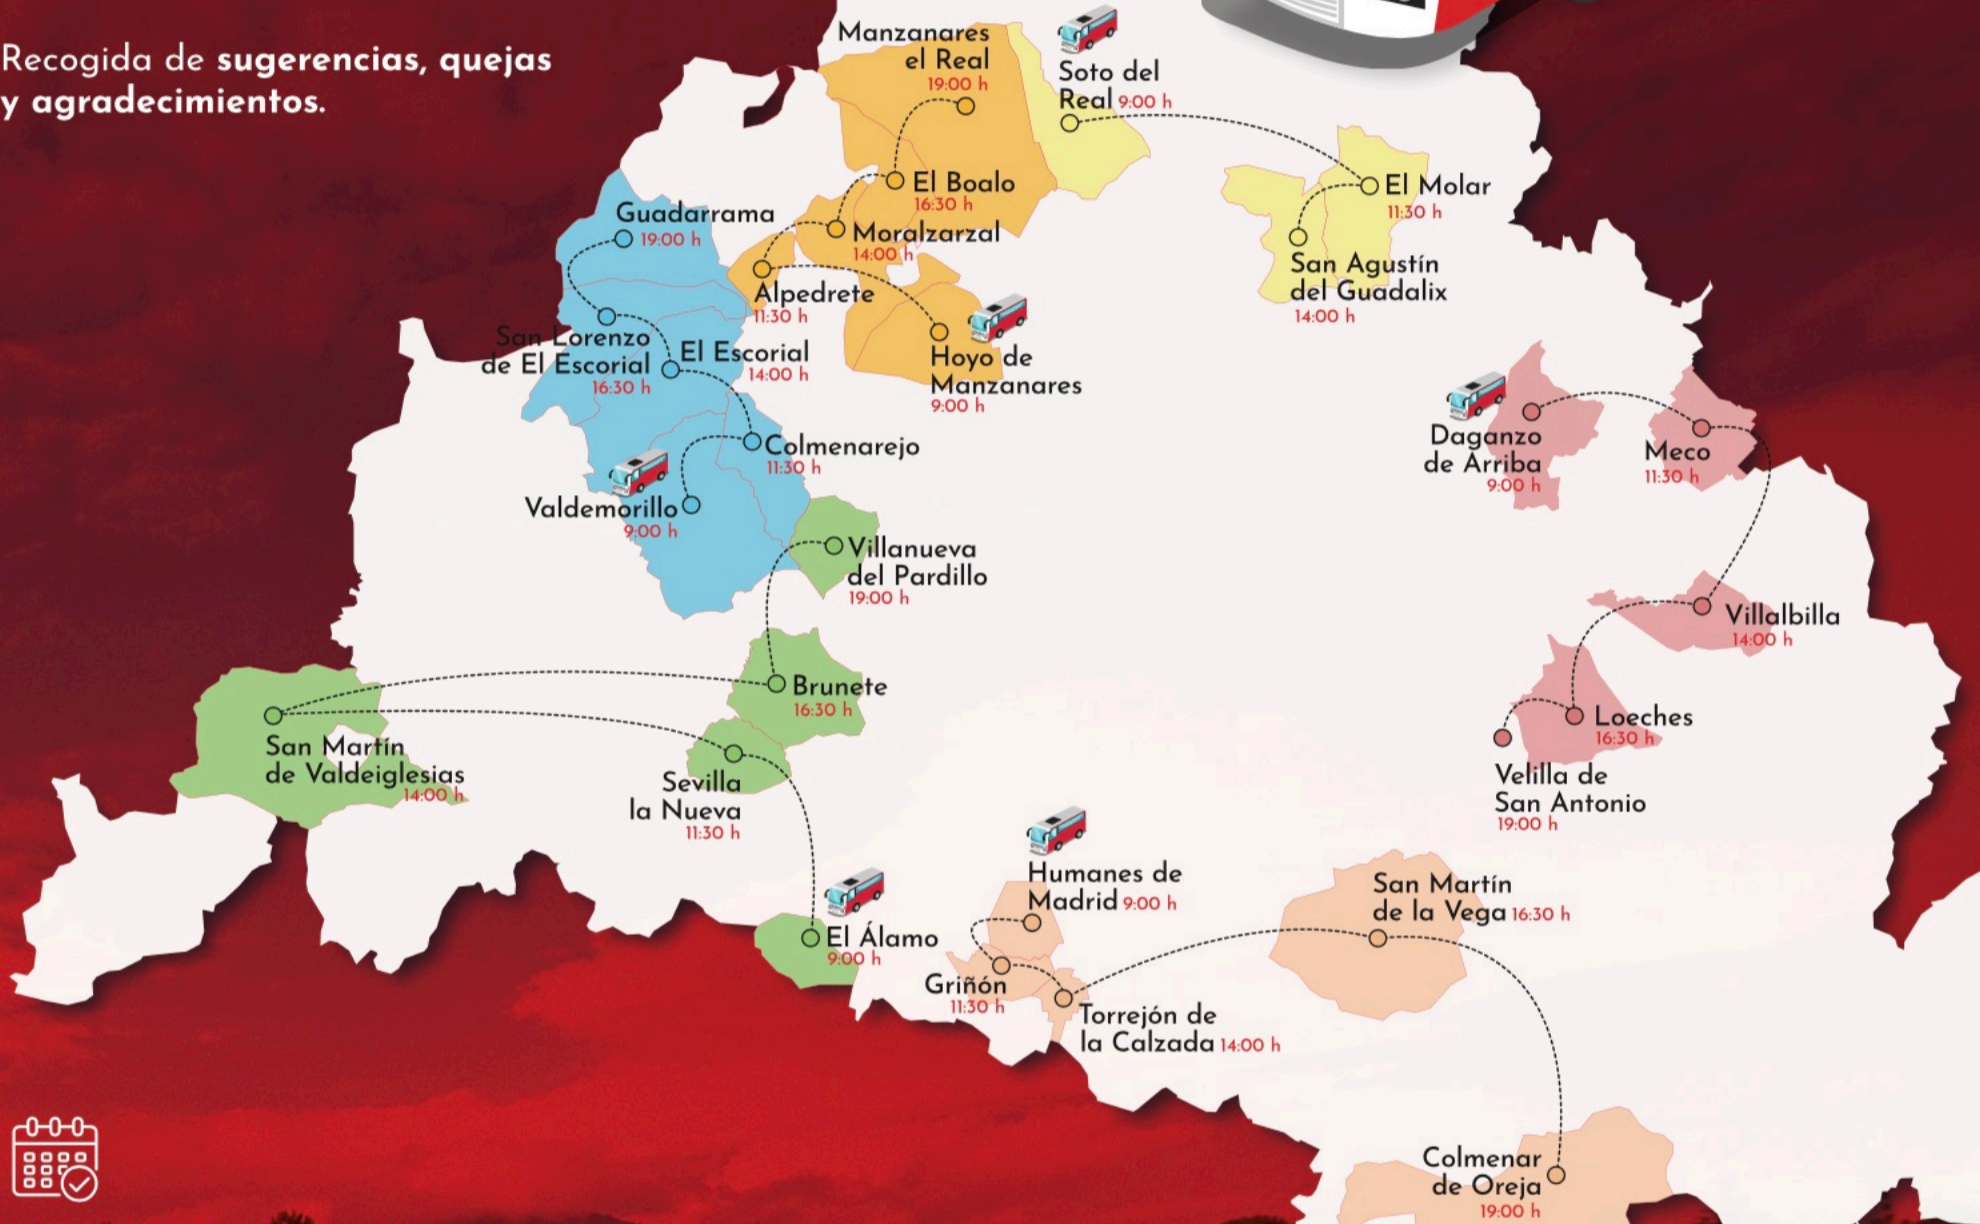 Recogida de sugerencias, quejas
y agradecimientos.
Manzanares
el Real
19:00 h
Soto del
Real 9:00 h
El Boalo
16:30 h
El Molar
11:30 h
Guadarrama
19:00 h
Moralzarzal
14:00 h
San Agustín
del Guadalix
14:00 h
Alpedrete
11:30 h
San Lorenzo
de El Escorial
16:30 h
El Escorial
14:00 h
Hoyo de
Manzanares
9:00 h
Daganzo
de Arriba
9:00 h
Meco
11:30 h
Colmenarejo
11:30 h
Valdemorillo
9:00 h
Villanueva
del Pardillo
19:00 h
Villalbilla
14:00 h
Brunete
16:30 h
San Martín
de Valdeiglesias
14:00 h
Loeches
16:30 h
Sevilla
la Nueva
11:30 h
Velilla de
San Antonio
19:00 h
Humanes de
Madrid 9:00 h
San Martín
de la Vega 16:30 h
El Álamo
9:00 h
Griñón
11:30 h
Torrejón de
la Calzada 14:00 h
Colmenar
de Oreja
19:00 h